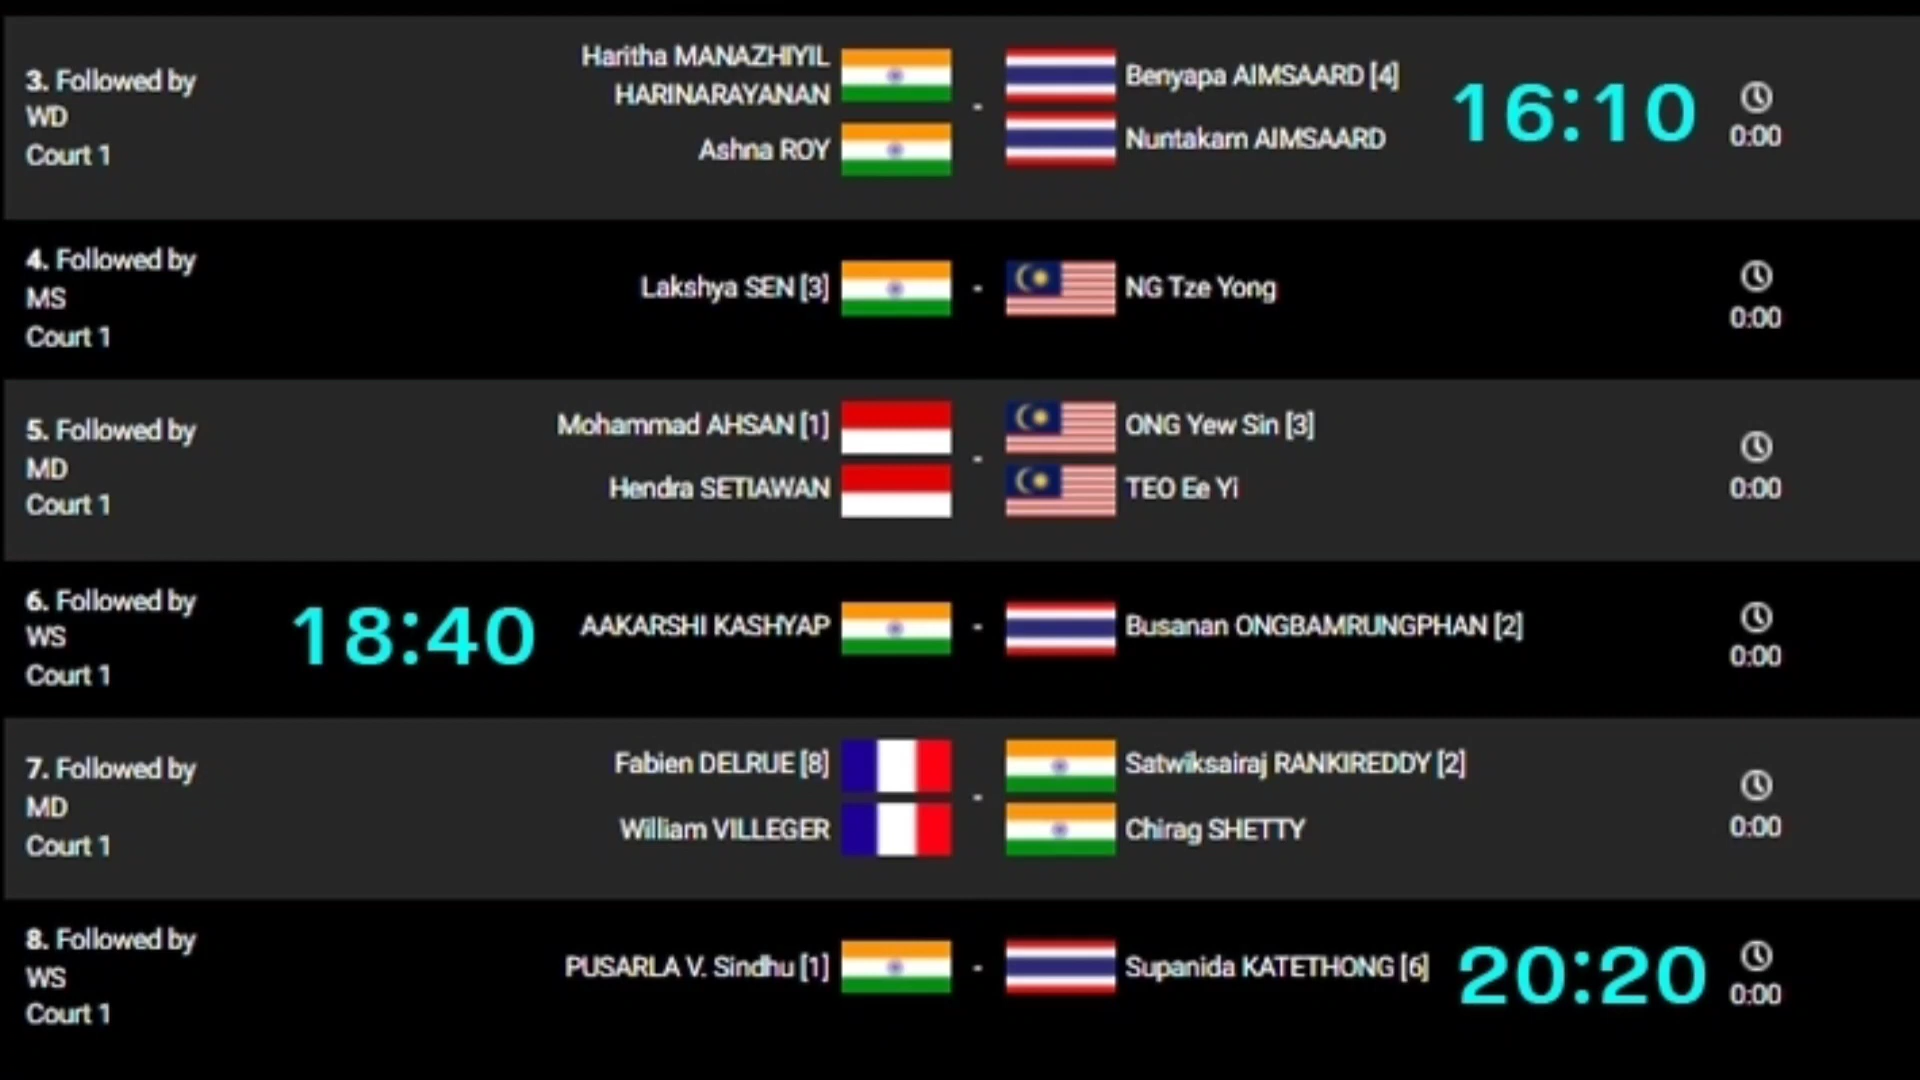 3. Followed by
WD
Court 1
Haritha MANAZHIYIL
HARINARAYANAN
Ashna ROY
-
Benyapa AIMSAARD [4]
Nuntakarn AIMSAARD
16:10
0:00
4. Followed by
MS
Court 1
Lakshya SEN [3]
-
NG Tze Yong
0:00
5. Followed by
MD
Court 1
Mohammad AHSAN [1]
Hendra SETIAWAN
-
ONG Yew Sin [3]
TEO Ee Yi
0:00
6. Followed by
WS
Court 1
18:40
AAKARSHI KASHYAP
-
Busanan ONGBAMRUNGPHAN [2]
0:00
7. Followed by
MD
Court 1
Fabien DELRUE [8]
William VILLEGER
-
Satwiksairaj RANKIREDDY [2]
Chirag SHETTY
0:00
8. Followed by
WS
Court 1
PUSARLA V. Sindhu [1]
-
Supanida KATETHONG [6]
20:20
0:00